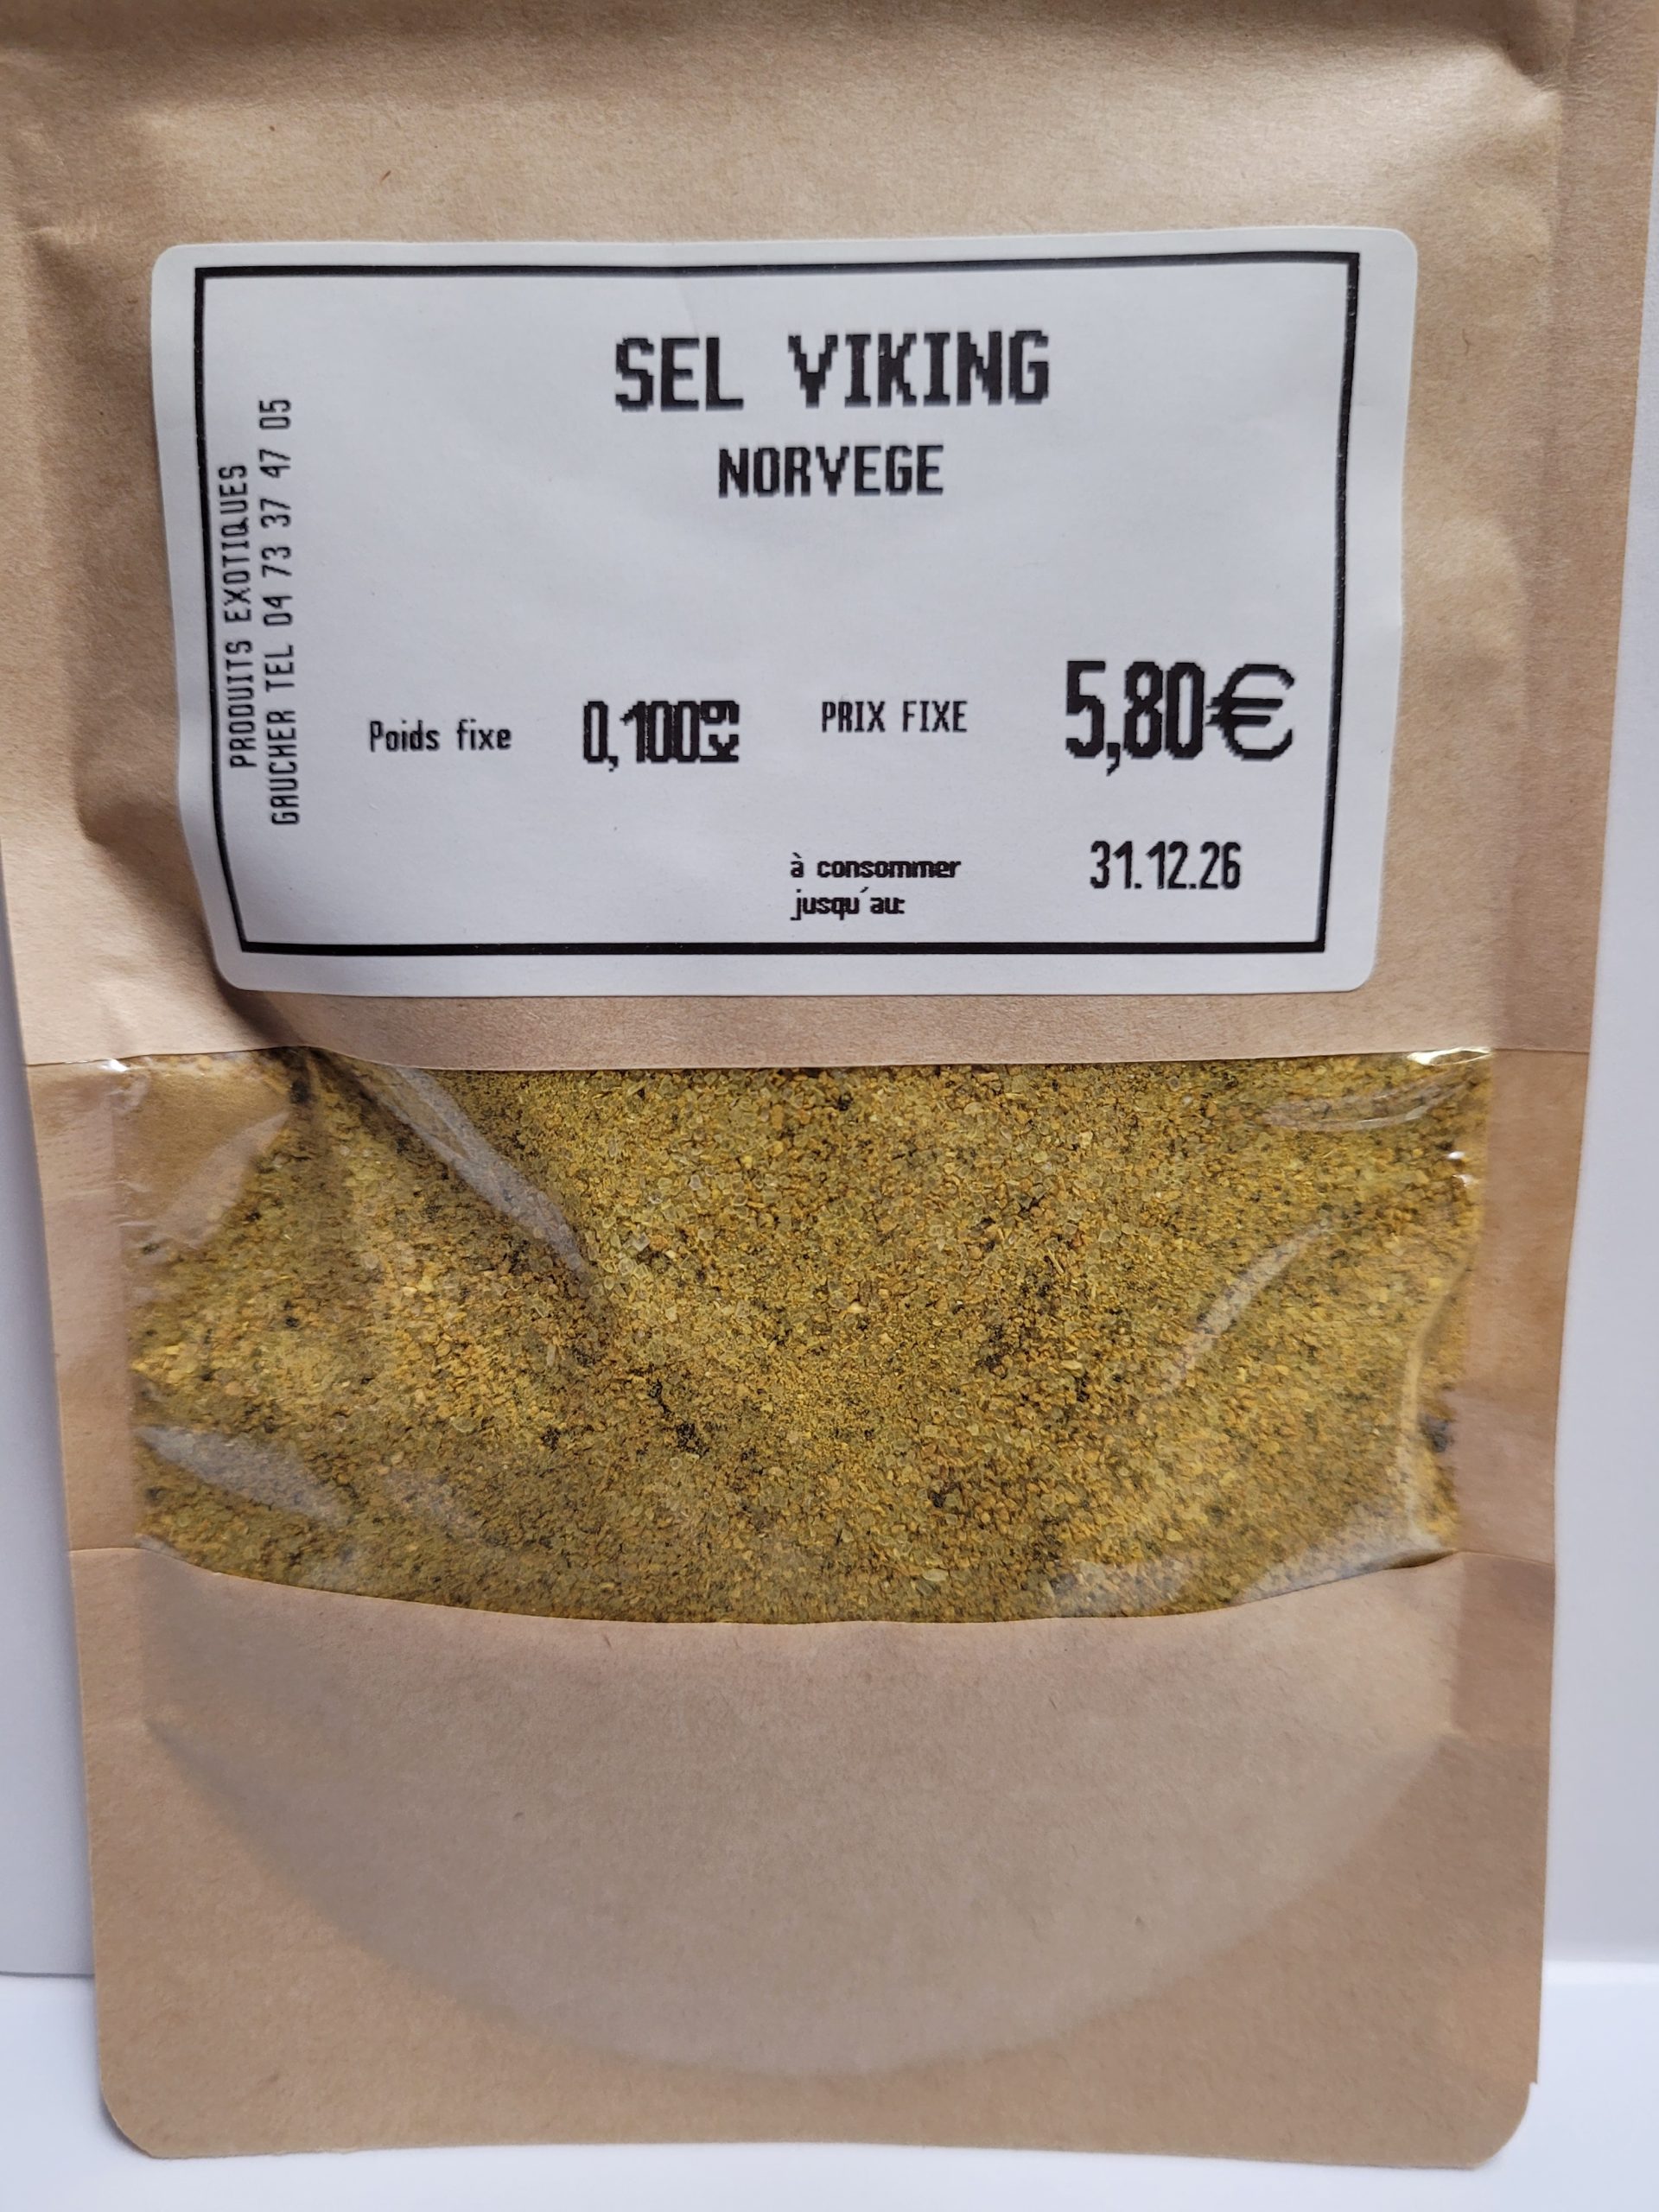 SEL VIKING
NORVEGE
PRODUITS EXOTIQUES
GAUCHER TEL 04 73 37 47 05
Poids fixe 0,100kg PRIX FIXE 5,80€
à consommer
jusqu'au: 31.12.26